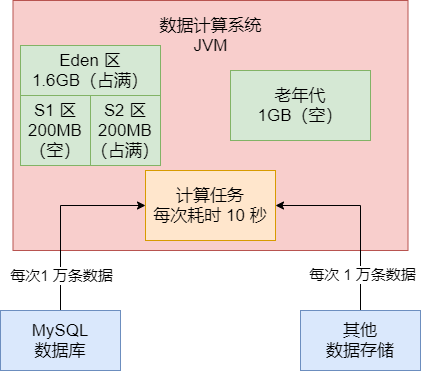 数据计算系统
JVM
Eden 区
1.6GB（占满）
S1 区
200MB
（空）
S2 区
200MB
（占满）
老年代
1GB（空）
计算任务
每次耗时 10 秒
每次1 万条数据
每次 1 万条数据
MySQL
数据库
其他
数据存储